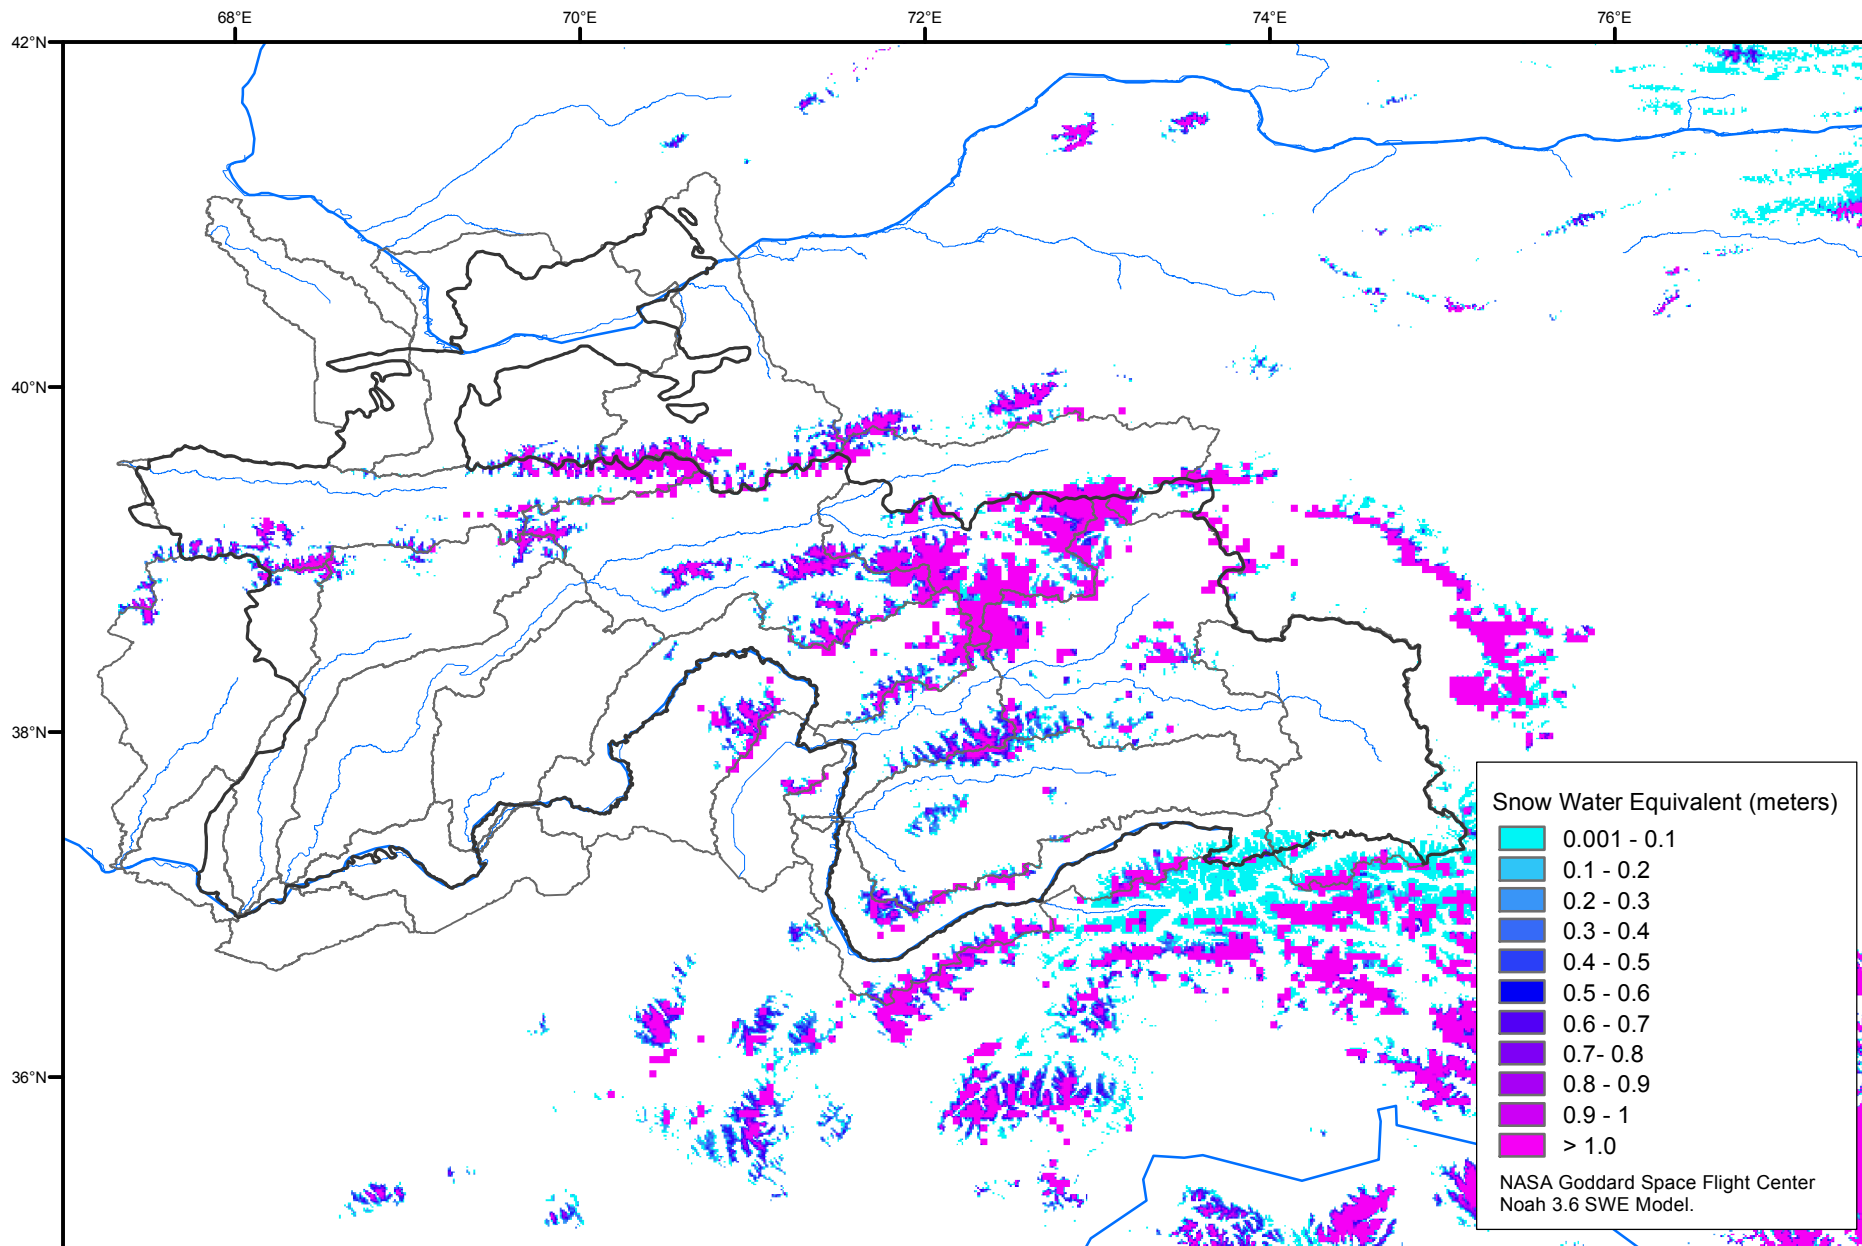 68°E 70°E 72°E 74°E 76°E
42°N
40°N
38°N
36°N
Snow Water Equivalent (meters)
0.001 - 0.1
0.1 - 0.2
0.2 - 0.3
0.3 - 0.4
0.4 - 0.5
0.5 - 0.6
0.6 - 0.7
0.7- 0.8
0.8 - 0.9
0.9 - 1
> 1.0
NASA Goddard Space Flight Center
Noah 3.6 SWE Model.